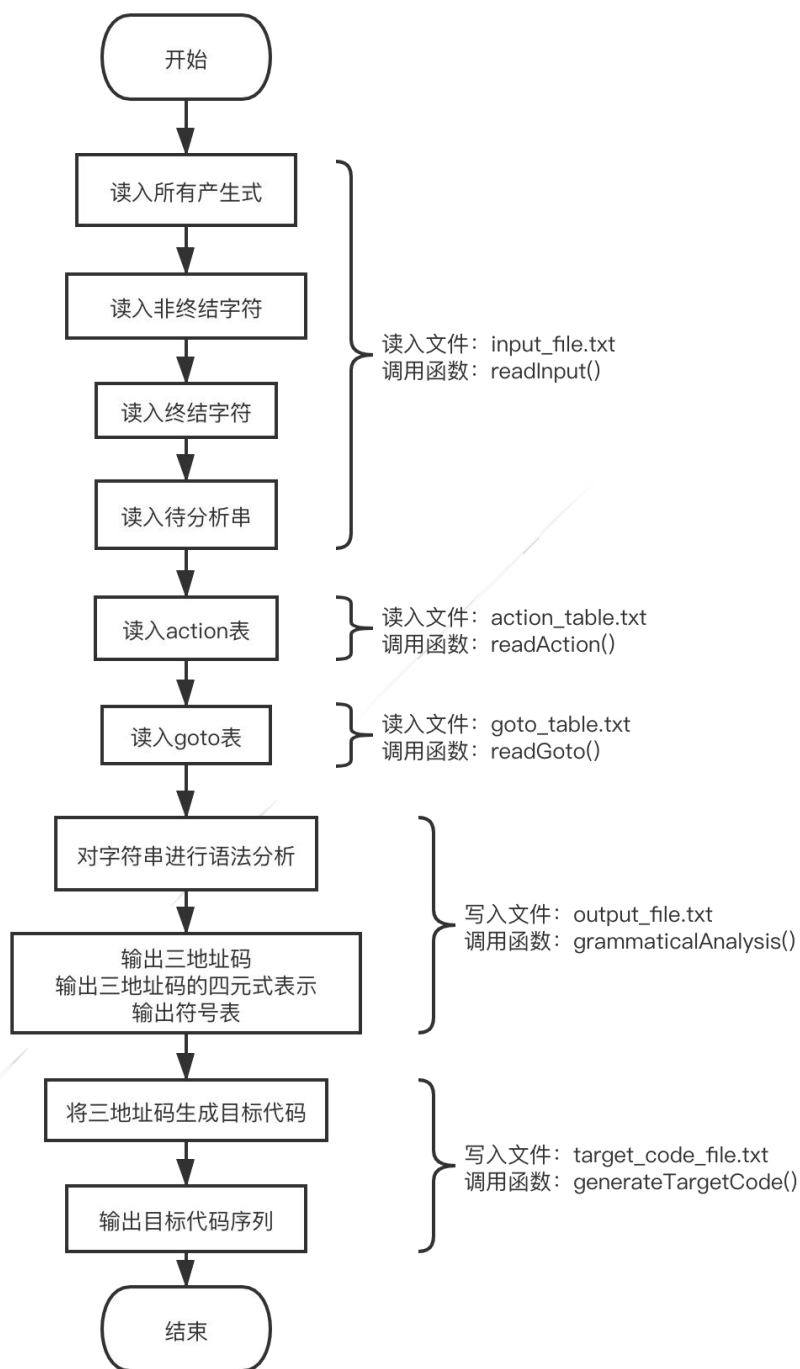 开始
读入所有产生式
读入非终结字符
读入终结字符
读入待分析串
读入文件：input_file.txt
调用函数：readInput()
读入action表
读入文件：action_table.txt
调用函数：readAction()
读入goto表
读入文件：goto_table.txt
调用函数：readGoto()
对字符串进行语法分析
输出三地址码
输出三地址码的四元式表示
输出符号表
写入文件：output_file.txt
调用函数：grammaticalAnalysis()
将三地址码生成目标代码
输出目标代码序列
写入文件：target_code_file.txt
调用函数：generateTargetCode()
结束